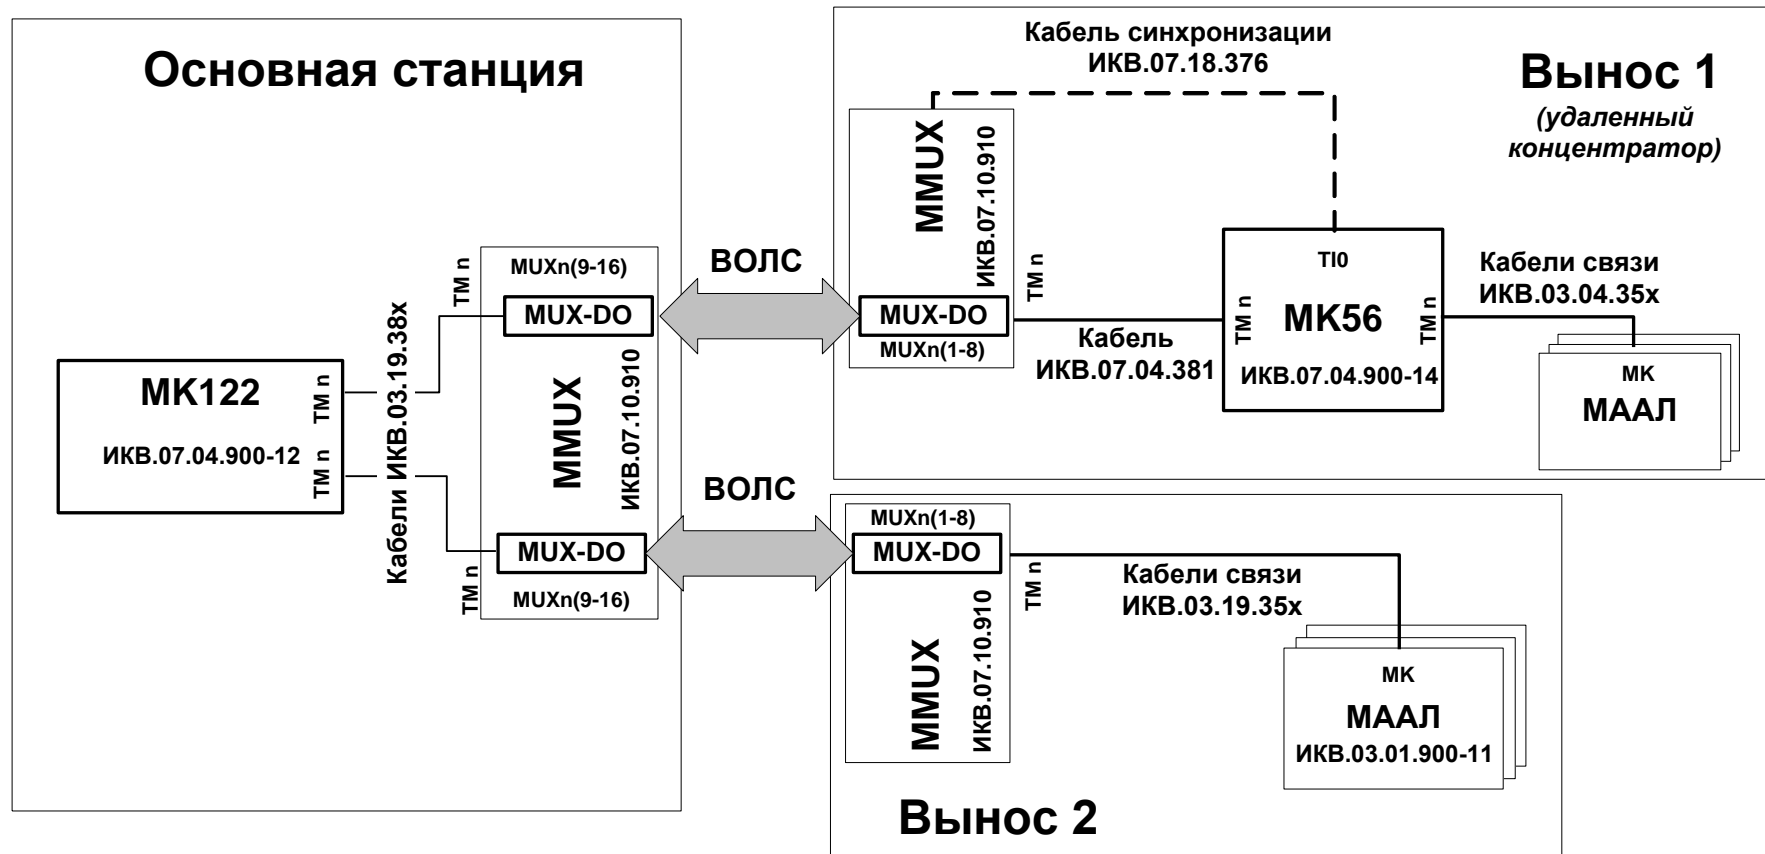 Основная станция
MK122
ИКВ.07.04.900-12
TM n
TM n
Кабели ИКВ.03.19.38х
TM n
TM n
MUXn(9-16)
MUX-DO
MMUX
ИКВ.07.10.910
MUX-DO
MUXn(9-16)
ВОЛС
ВОЛС
Кабель синхронизации
ИКВ.07.18.376
Вынос 1
(удаленный
концентратор)
MMUX
ИКВ.07.10.910
MUX-DO
MUXn(1-8)
TM n
Кабель
ИКВ.07.04.381
TI0
TM n
MK56
TM n
ИКВ.07.04.900-14
Кабели связи
ИКВ.03.04.35х
МК
МААЛ
MUXn(1-8)
MUX-DO
MMUX
ИКВ.07.10.910
TM n
Кабели связи
ИКВ.03.19.35х
МК
МААЛ
ИКВ.03.01.900-11
Вынос 2